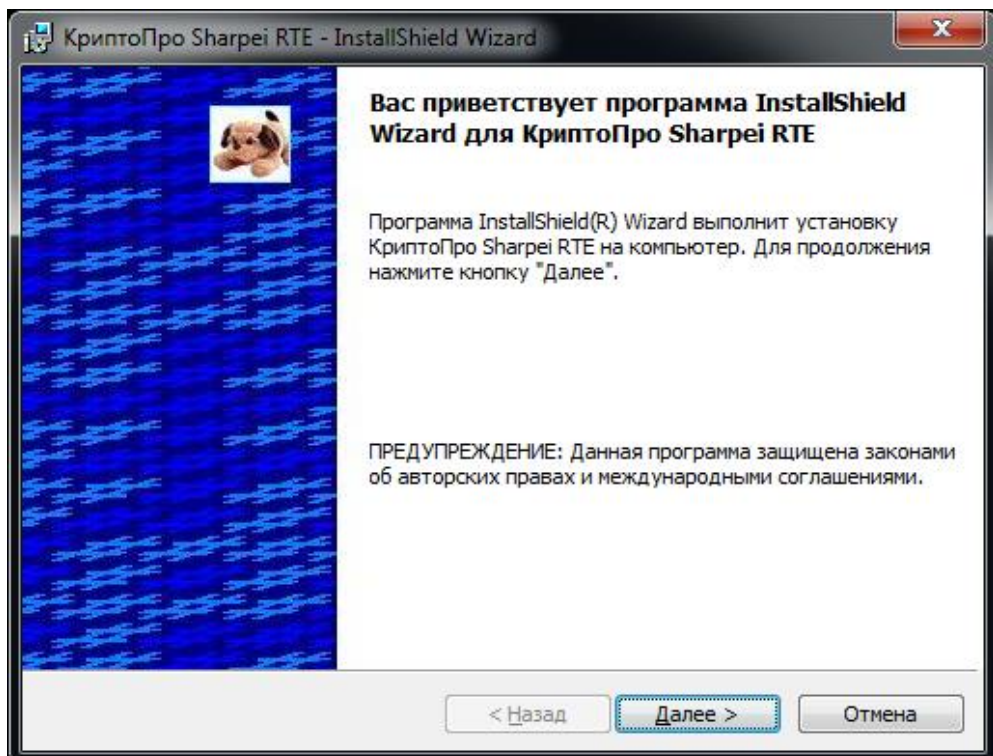 КриптоПро Sharpei RTE - InstallShield Wizard
Вас приветствует программа InstallShield
Wizard для КриптоПро Sharpei RTE
Программа InstallShield(R) Wizard выполнит установку
КриптоПро Sharpei RTE на компьютер. Для продолжения
нажмите кнопку "Далее".
ПРЕДУПРЕЖДЕНИЕ: Данная программа защищена законами
об авторских правах и международными соглашениями.
< Назад Далее > Отмена